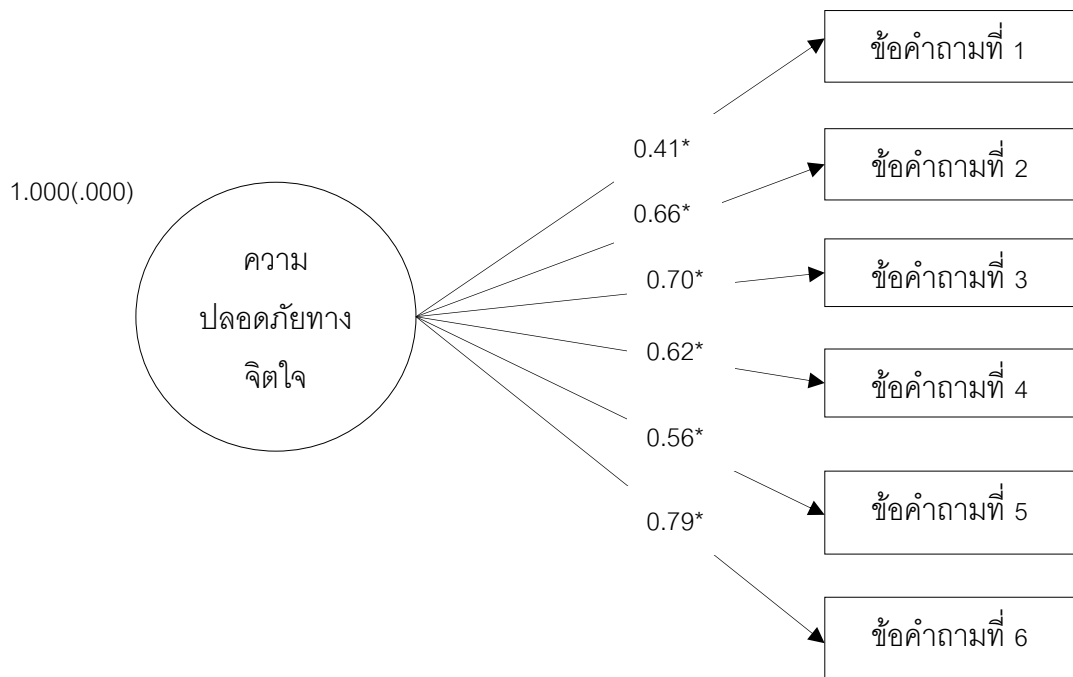 1.000(.000)
ความ
ปลอดภัยทาง
จิตใจ
0.41*
0.66*
0.70*
0.62*
0.56*
0.79*
ข้อคำถามที่ 1
ข้อคำถามที่ 2
ข้อคำถามที่ 3
ข้อคำถามที่ 4
ข้อคำถามที่ 5
ข้อคำถามที่ 6